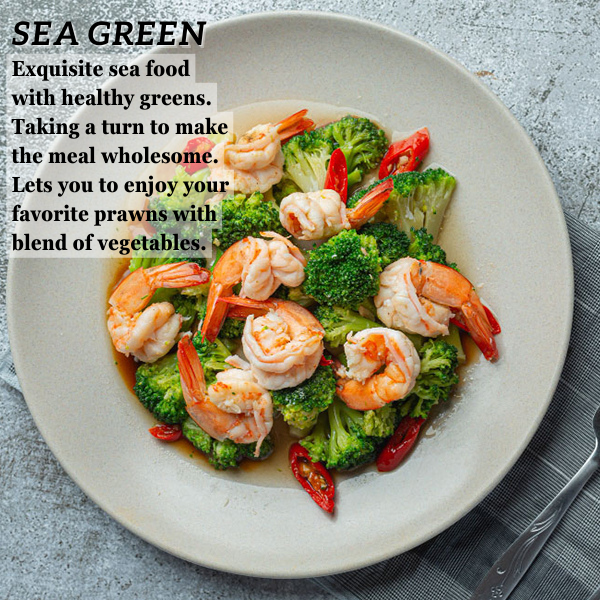 SEA GREEN
Exquisite sea food
with healthy greens.
Taking a turn to make
the meal wholesome.
Lets you to enjoy your
favorite prawns with
blend of vegetables.